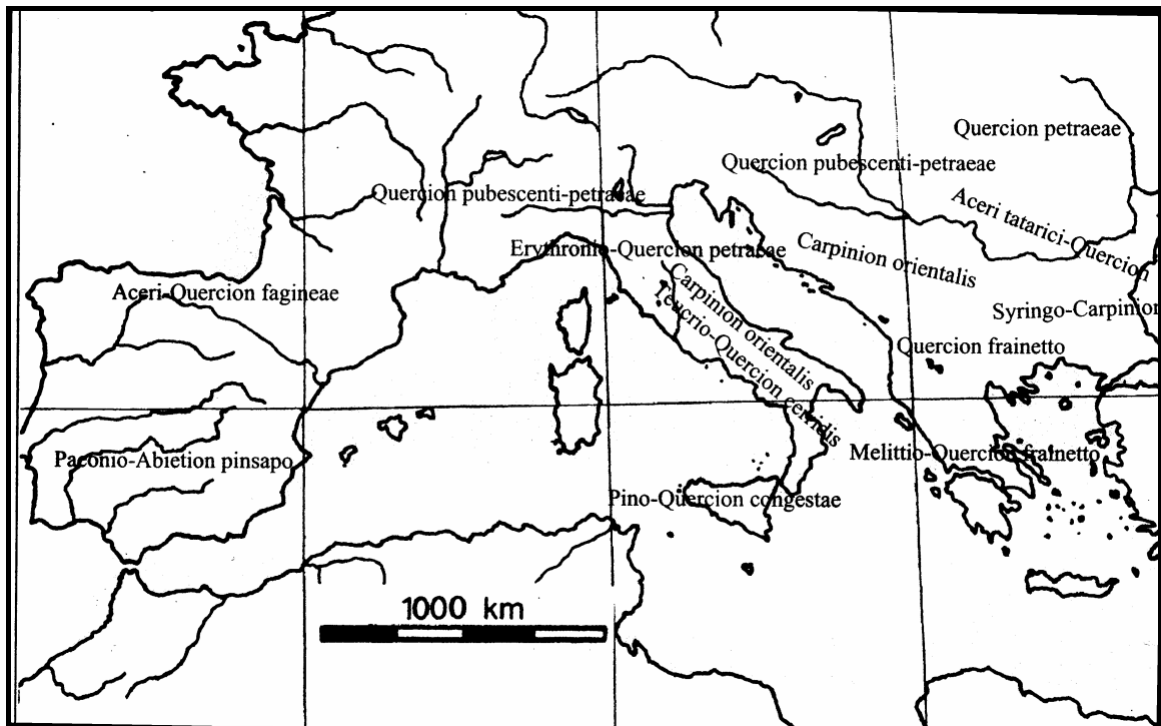 Quercion petraeae
Quercion pubescenti-petraeae
Quercion pubescenti-petraeae
Aceri tatarici-Quercion
Erythronio-Quercion petraeae
Carpinion orientalis
Aceri-Quercion fagineae
Carpinion orientalis
Teucrio-Quercion cerridis
Syringo-Carpinion
Quercion frainetto
Paeonio-Abietion pinsapo
Melittio-Quercion frainetto
Pino-Quercion congestae
1000 km